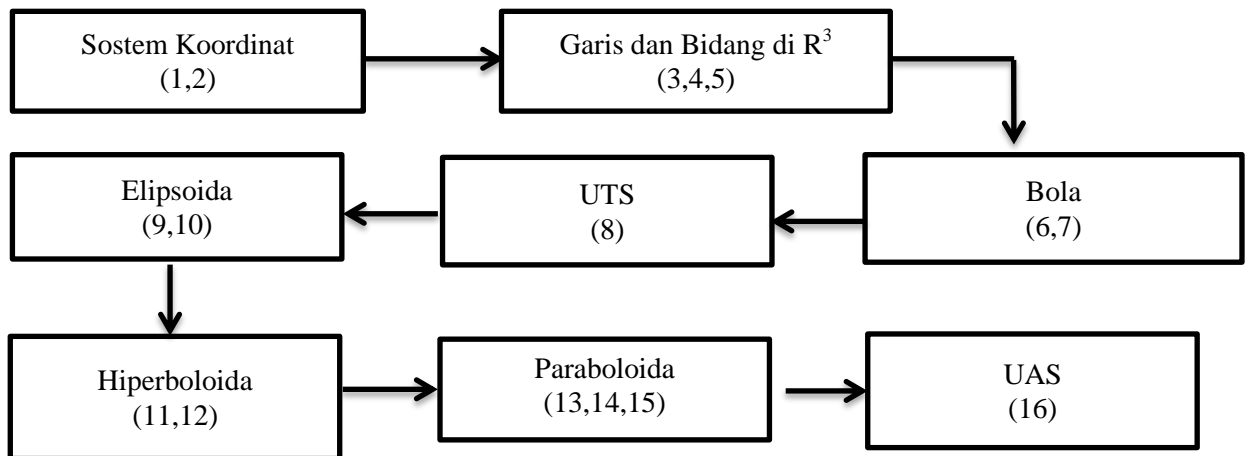 Sostem Koordinat
(1,2)
Garis dan Bidang di R³
(3,4,5)
Bola
(6,7)
UTS
(8)
Elipsoida
(9,10)
Hiperboloida
(11,12)
Paraboloida
(13,14,15)
UAS
(16)